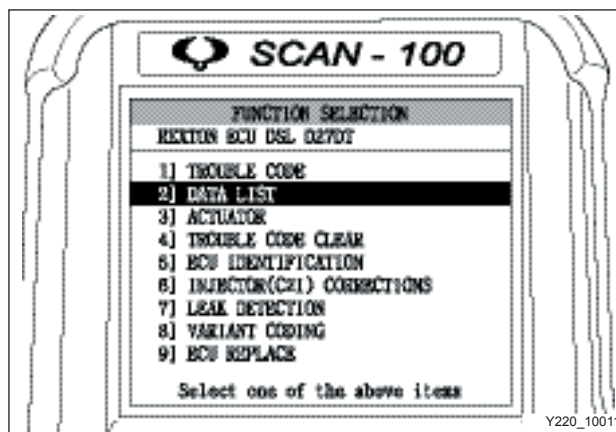 SCAN - 100
FUNCTION SELECTION
REXTON ECU DSL D27DT
1] TROUBLE CODE
2] DATA LIST
3] ACTUATOR
4] TROUBLE CODE CLEAR
5] ECU IDENTIFICATION
6] INJECTOR(C2I) CORRECTIONS
7] LEAK DETECTION
8] VARIANT CODING
9] ECU REPLACE
Select one of the above items
Y220_10011